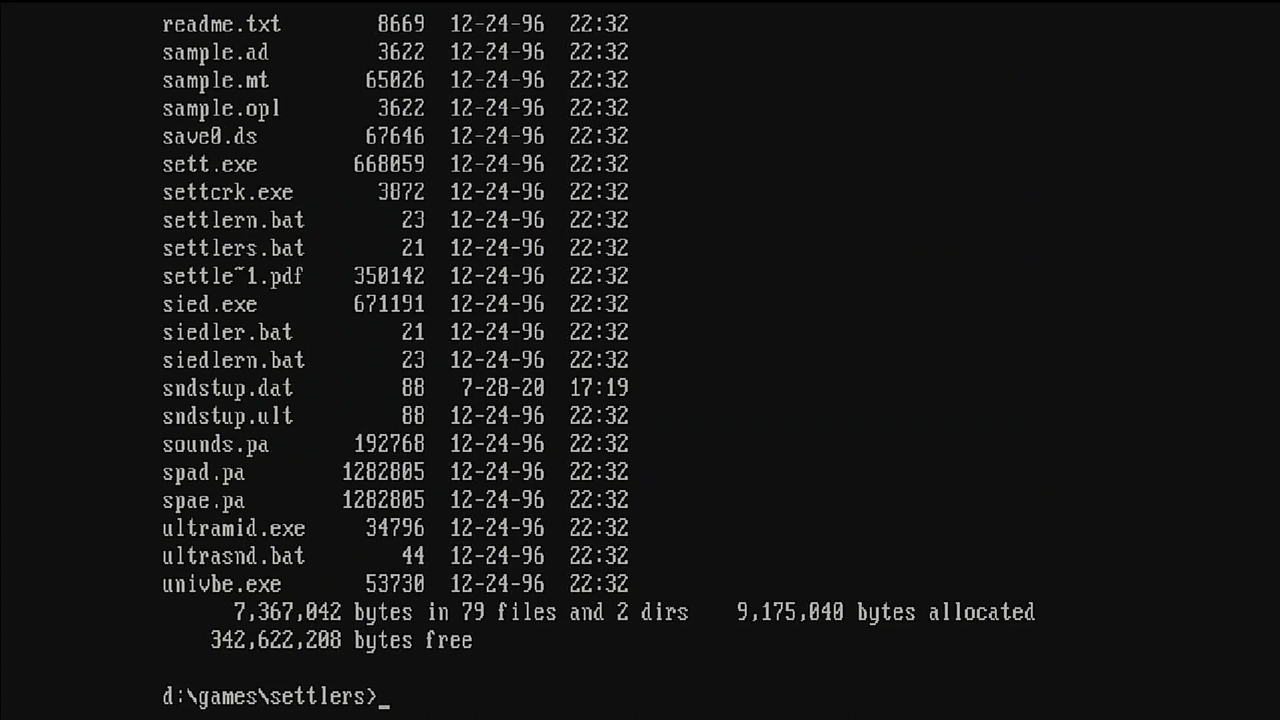 readme.txt 8669 12-24-96 22:32
sample.ad 3622 12-24-96 22:32
sample.mt 65026 12-24-96 22:32
sample.opl 3622 12-24-96 22:32
save0.ds 67646 12-24-96 22:32
sett.exe 668059 12-24-96 22:32
settcrk.exe 3872 12-24-96 22:32
settlern.bat 23 12-24-96 22:32
settlers.bat 21 12-24-96 22:32
settle~1.pdf 350142 12-24-96 22:32
sied.exe 671191 12-24-96 22:32
siedler.bat 21 12-24-96 22:32
siedlern.bat 23 12-24-96 22:32
sndstup.dat 88 7-28-20 17:19
sndstup.ult 88 12-24-96 22:32
sounds.pa 192768 12-24-96 22:32
spad.pa 1282805 12-24-96 22:32
spae.pa 1282805 12-24-96 22:32
ultramid.exe 34796 12-24-96 22:32
ultrasnd.bat 44 12-24-96 22:32
univbe.exe 53730 12-24-96 22:32
7,367,042 bytes in 79 files and 2 dirs 9,175,040 bytes allocated
342,622,208 bytes free
d:\games\settlers>_